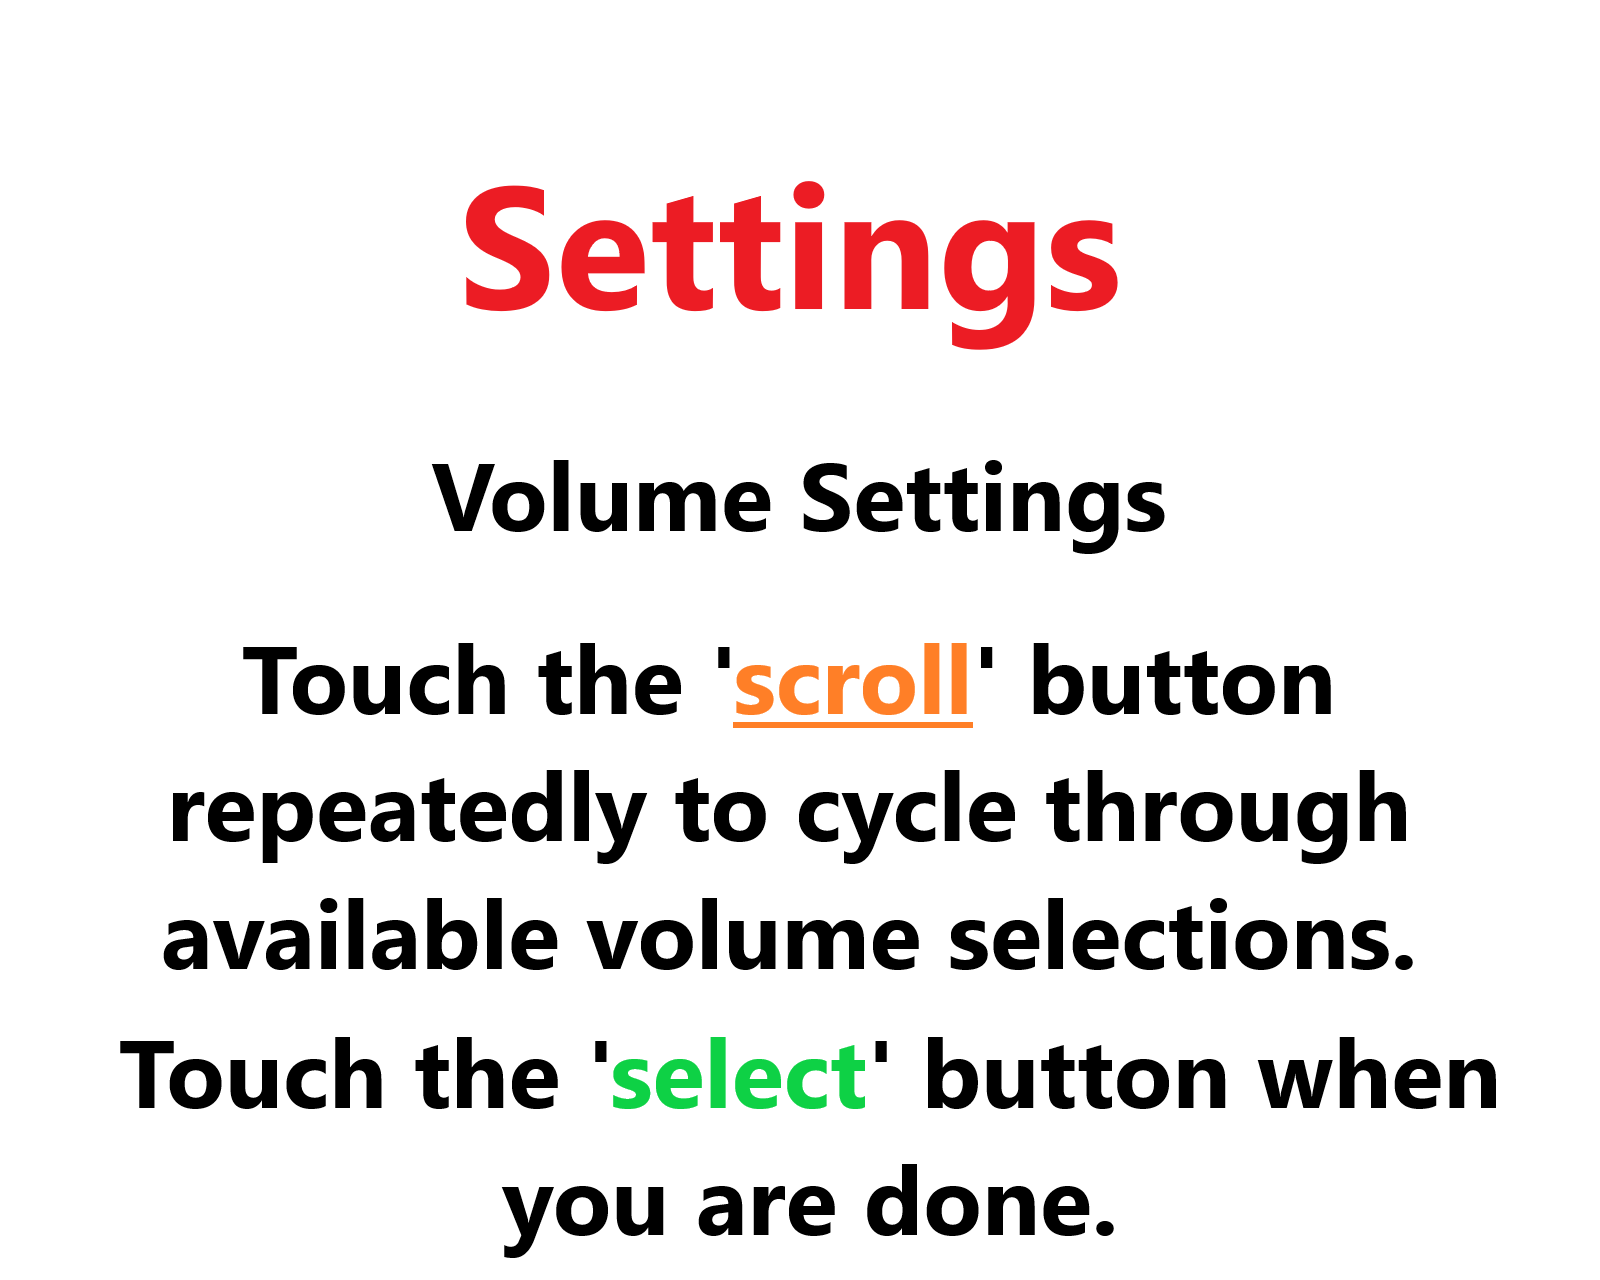 Settings
Volume Settings
Touch the 'scroll' button
repeatedly to cycle through
available volume selections.
Touch the 'select' button when
you are done.